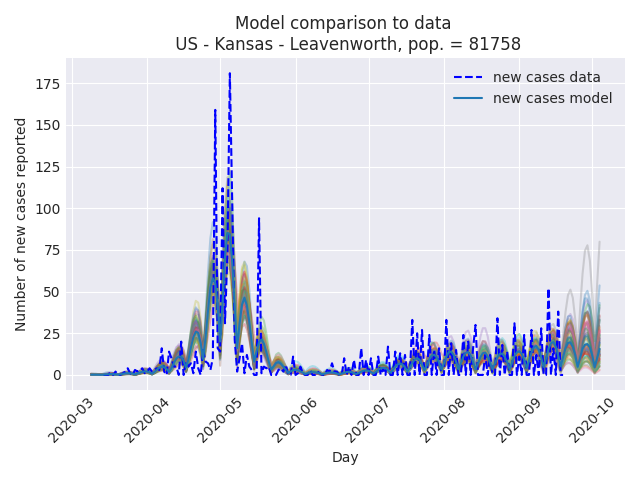 Model comparison to data
US - Kansas - Leavenworth, pop. = 81758
new cases data
new cases model
Number of new cases reported
175
150
125
100
75
50
25
0
2020-03
2020-04
2020-05
2020-06
2020-07
2020-08
2020-09
2020-10
Day